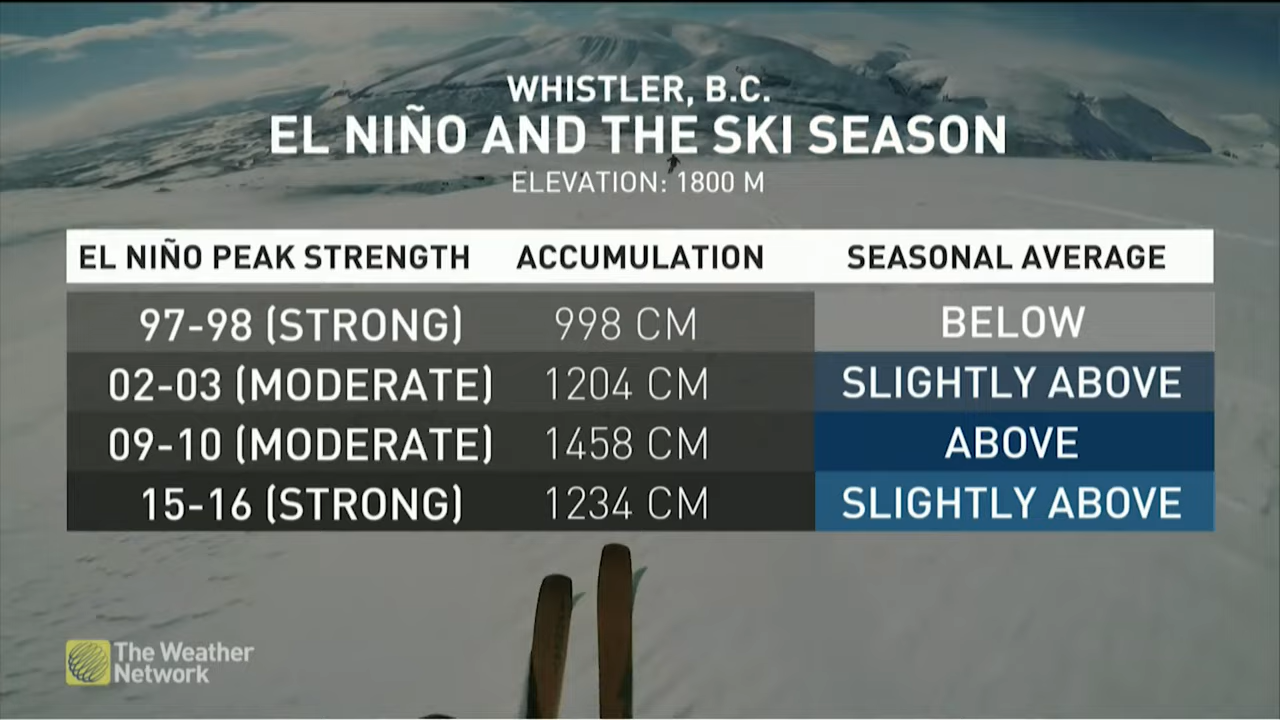 WHISTLER, B.C.
EL NIÑO AND THE SKI SEASON
ELEVATION: 1800 M
EL NIÑO PEAK STRENGTH ACCUMULATION SEASONAL AVERAGE
97-98 (STRONG) 998 CM BELOW
02-03 (MODERATE) 1204 CM SLIGHTLY ABOVE
09-10 (MODERATE) 1458 CM ABOVE
15-16 (STRONG) 1234 CM SLIGHTLY ABOVE
The Weather
Network